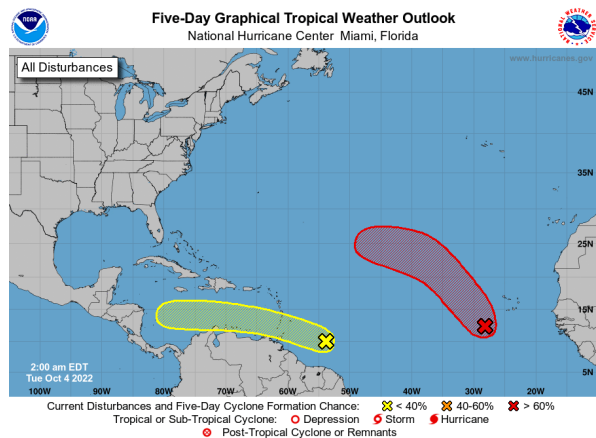 Five-Day Graphical Tropical Weather Outlook
National Hurricane Center Miami, Florida
NOAA
All Disturbances
www.hurricanes.gov
45N
35N
25N
15N
5N
2:00 am EDT
Tue Oct 4 2022
100W 90W 80W 70W 60W 50W 40W 30W 20W
Current Disturbances and Five-Day Cyclone Formation Chance: < 40% 40-60% > 60%
Tropical or Sub-Tropical Cyclone: Depression Storm Hurricane
Post-Tropical Cyclone or Remnants